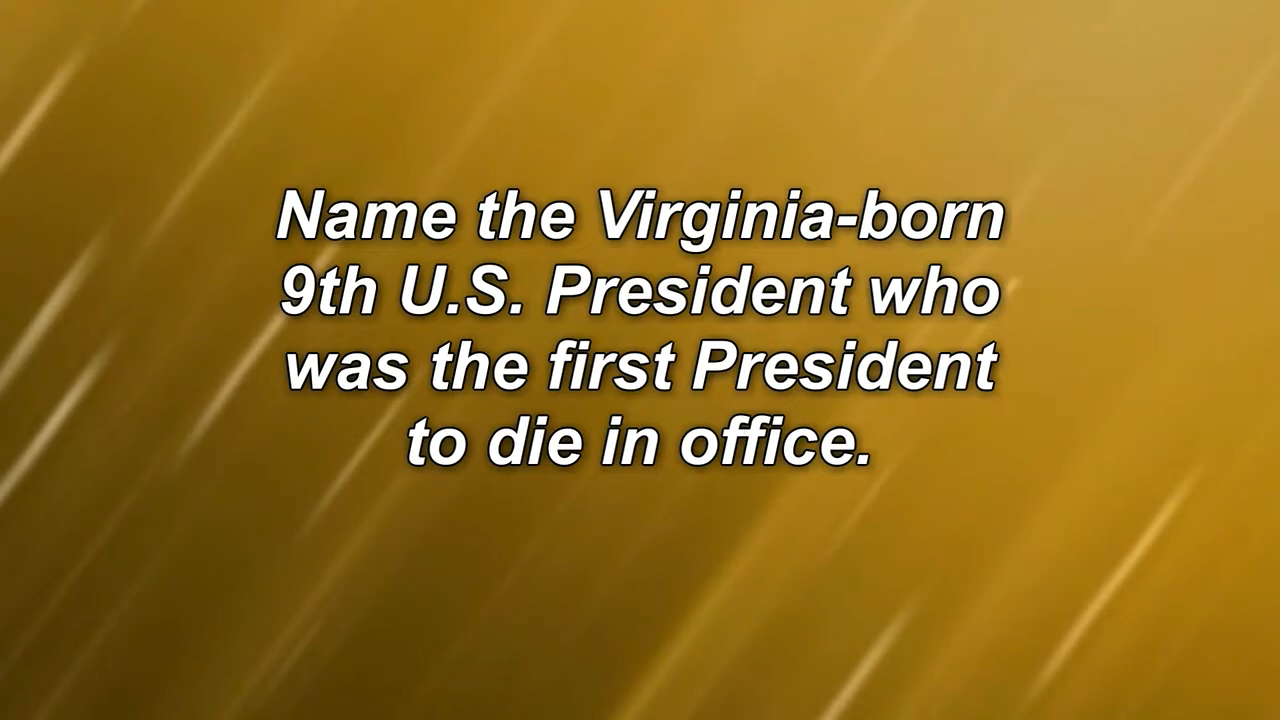 Name the Virginia-born
9th U.S. President who
was the first President
to die in office.